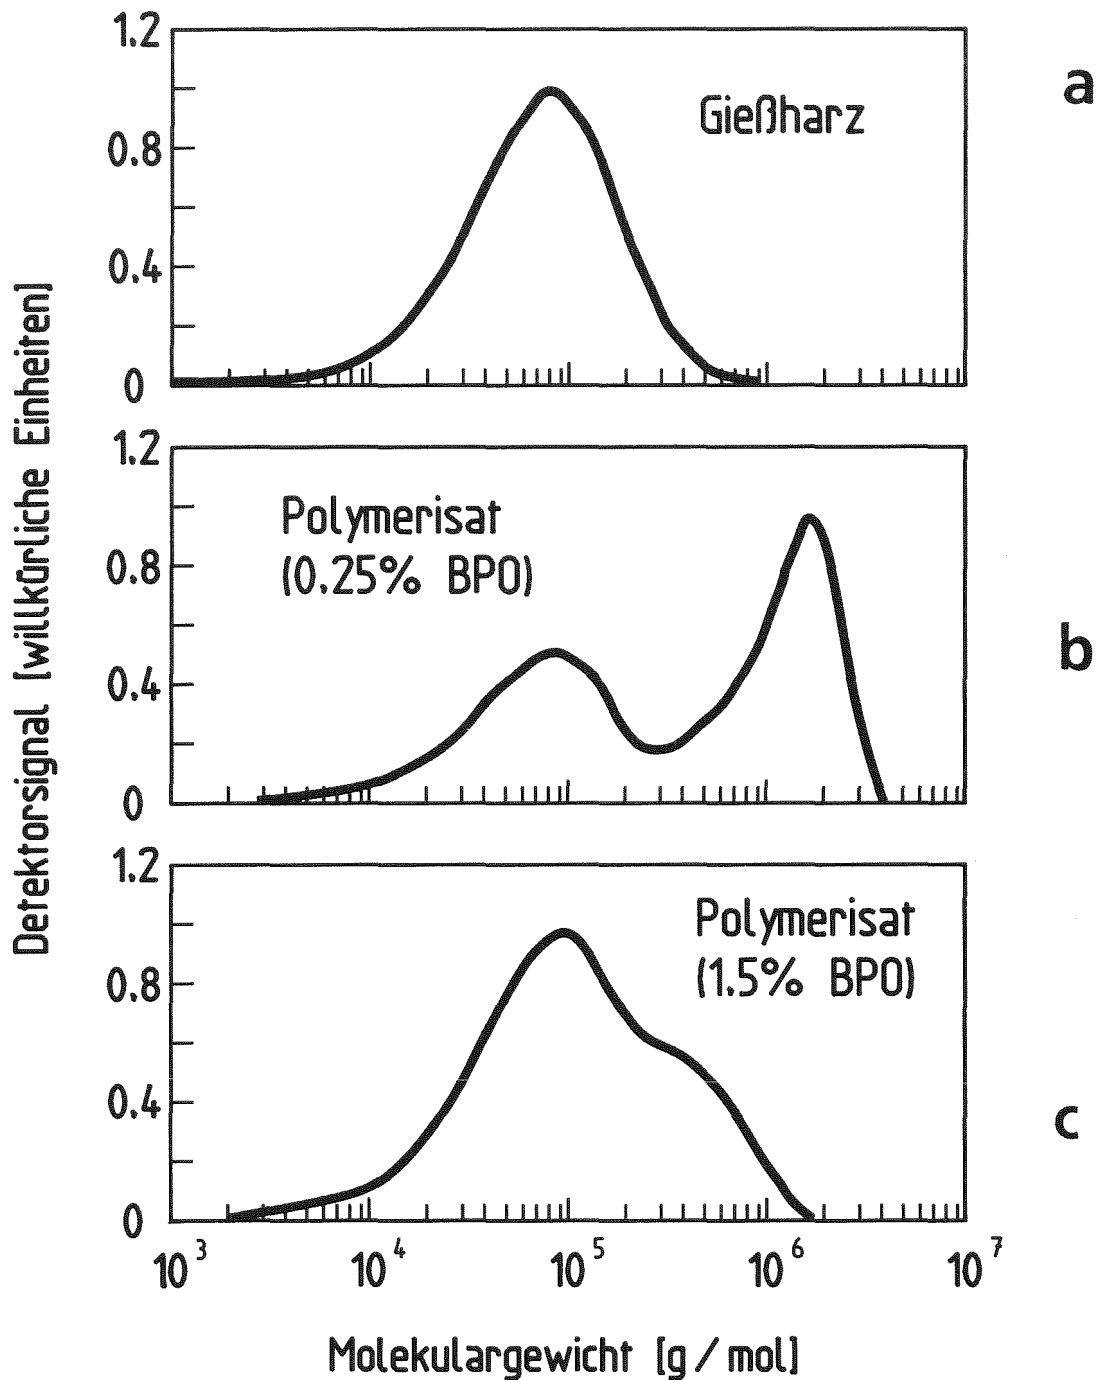 Detektorsignal [willkürliche Einheiten]
1.2
0.8
0.4
0
Gießharz
a
1.2
0.8
0.4
0
Polymerisat
(0.25% BPO)
b
1.2
0.8
0.4
0
Polymerisat
(1.5% BPO)
c
10³ 10⁴ 10⁵ 10⁶ 10⁷
Molekulargewicht [g/mol]